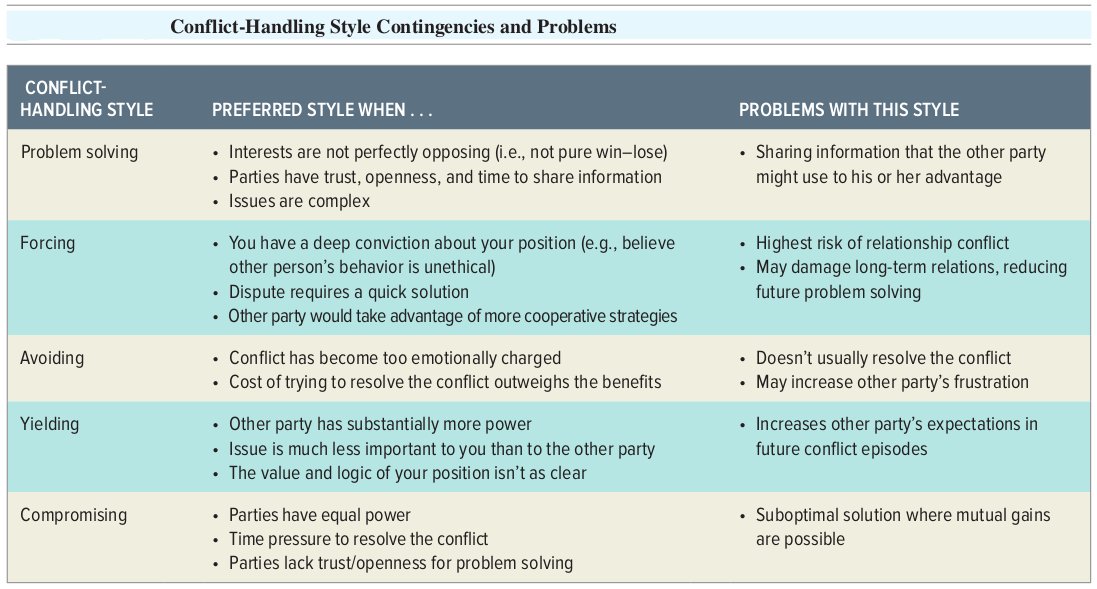 Conflict-Handling Style Contingencies and Problems
CONFLICT-
HANDLING STYLE
PREFERRED STYLE WHEN . . .
PROBLEMS WITH THIS STYLE
Problem solving
• Interests are not perfectly opposing (i.e., not pure win–lose)
• Parties have trust, openness, and time to share information
• Issues are complex
• Sharing information that the other party
might use to his or her advantage
Forcing
• You have a deep conviction about your position (e.g., believe
other person’s behavior is unethical)
• Dispute requires a quick solution
• Other party would take advantage of more cooperative strategies
• Highest risk of relationship conflict
• May damage long-term relations, reducing
future problem solving
Avoiding
• Conflict has become too emotionally charged
• Cost of trying to resolve the conflict outweighs the benefits
• Doesn’t usually resolve the conflict
• May increase other party’s frustration
Yielding
• Other party has substantially more power
• Issue is much less important to you than to the other party
• The value and logic of your position isn’t as clear
• Increases other party’s expectations in
future conflict episodes
Compromising
• Parties have equal power
• Time pressure to resolve the conflict
• Parties lack trust/openness for problem solving
• Suboptimal solution where mutual gains
are possible